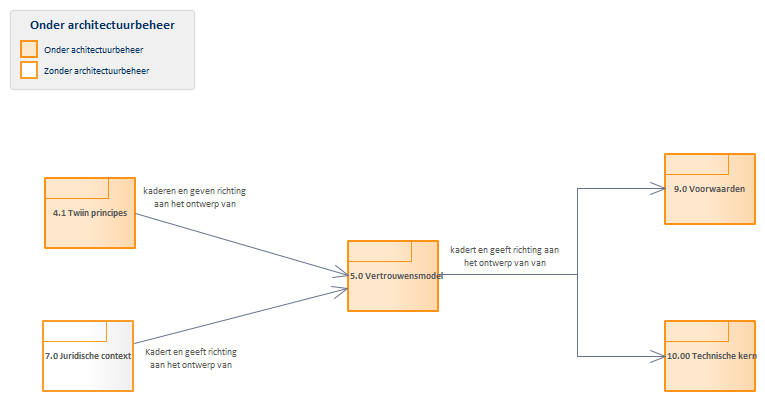 Onder architectuurbeheer
Onder achitectuurbeheer
Zonder architectuurbeheer
4.1 Twiin principes
kaderen en geven richting
aan het ontwerp van
7.0 Juridische context
Kadert en geeft richting
aan het ontwerp van
5.0 Vertrouwensmodel
kadert en geeft richting aan
het ontwerp van van
9.0 Voorwaarden
10.00 Technische kern